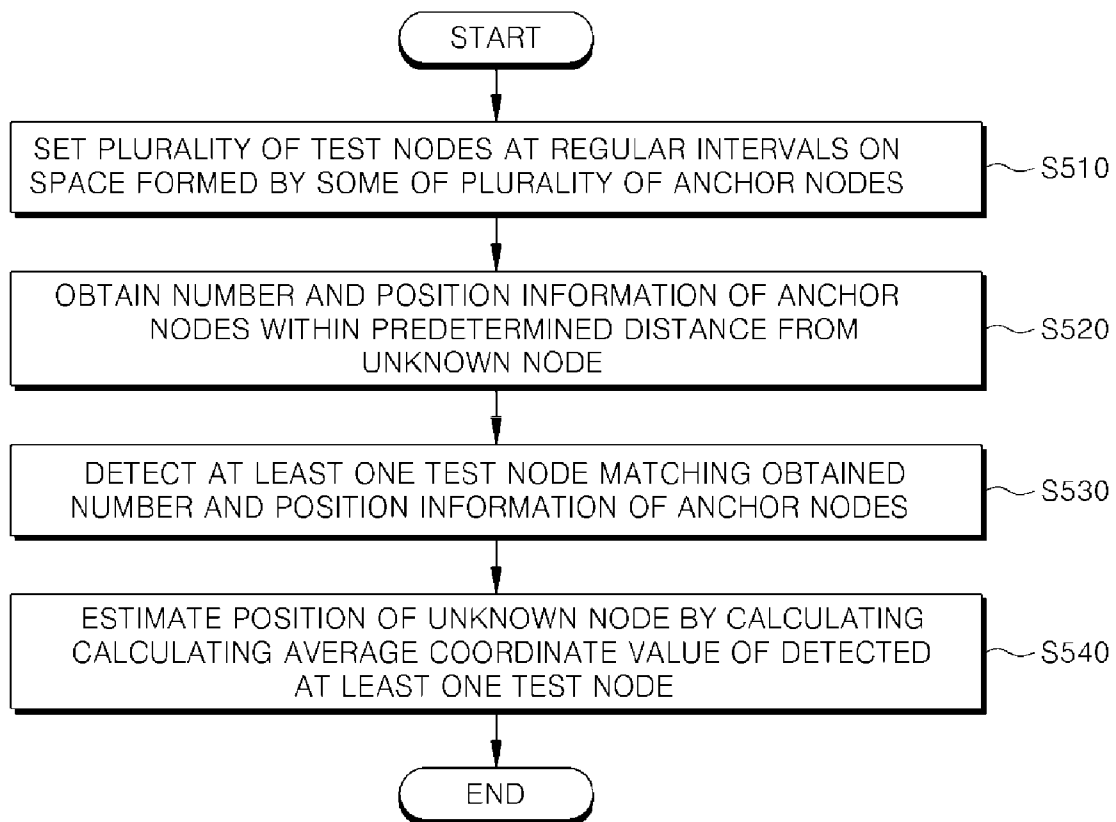 START
SET PLURALITY OF TEST NODES AT REGULAR INTERVALS ON
SPACE FORMED BY SOME OF PLURALITY OF ANCHOR NODES
S510
OBTAIN NUMBER AND POSITION INFORMATION OF ANCHOR
NODES WITHIN PREDETERMINED DISTANCE FROM
UNKNOWN NODE
S520
DETECT AT LEAST ONE TEST NODE MATCHING OBTAINED
NUMBER AND POSITION INFORMATION OF ANCHOR NODES
S530
ESTIMATE POSITION OF UNKNOWN NODE BY CALCULATING
CALCULATING AVERAGE COORDINATE VALUE OF DETECTED
AT LEAST ONE TEST NODE
S540
END